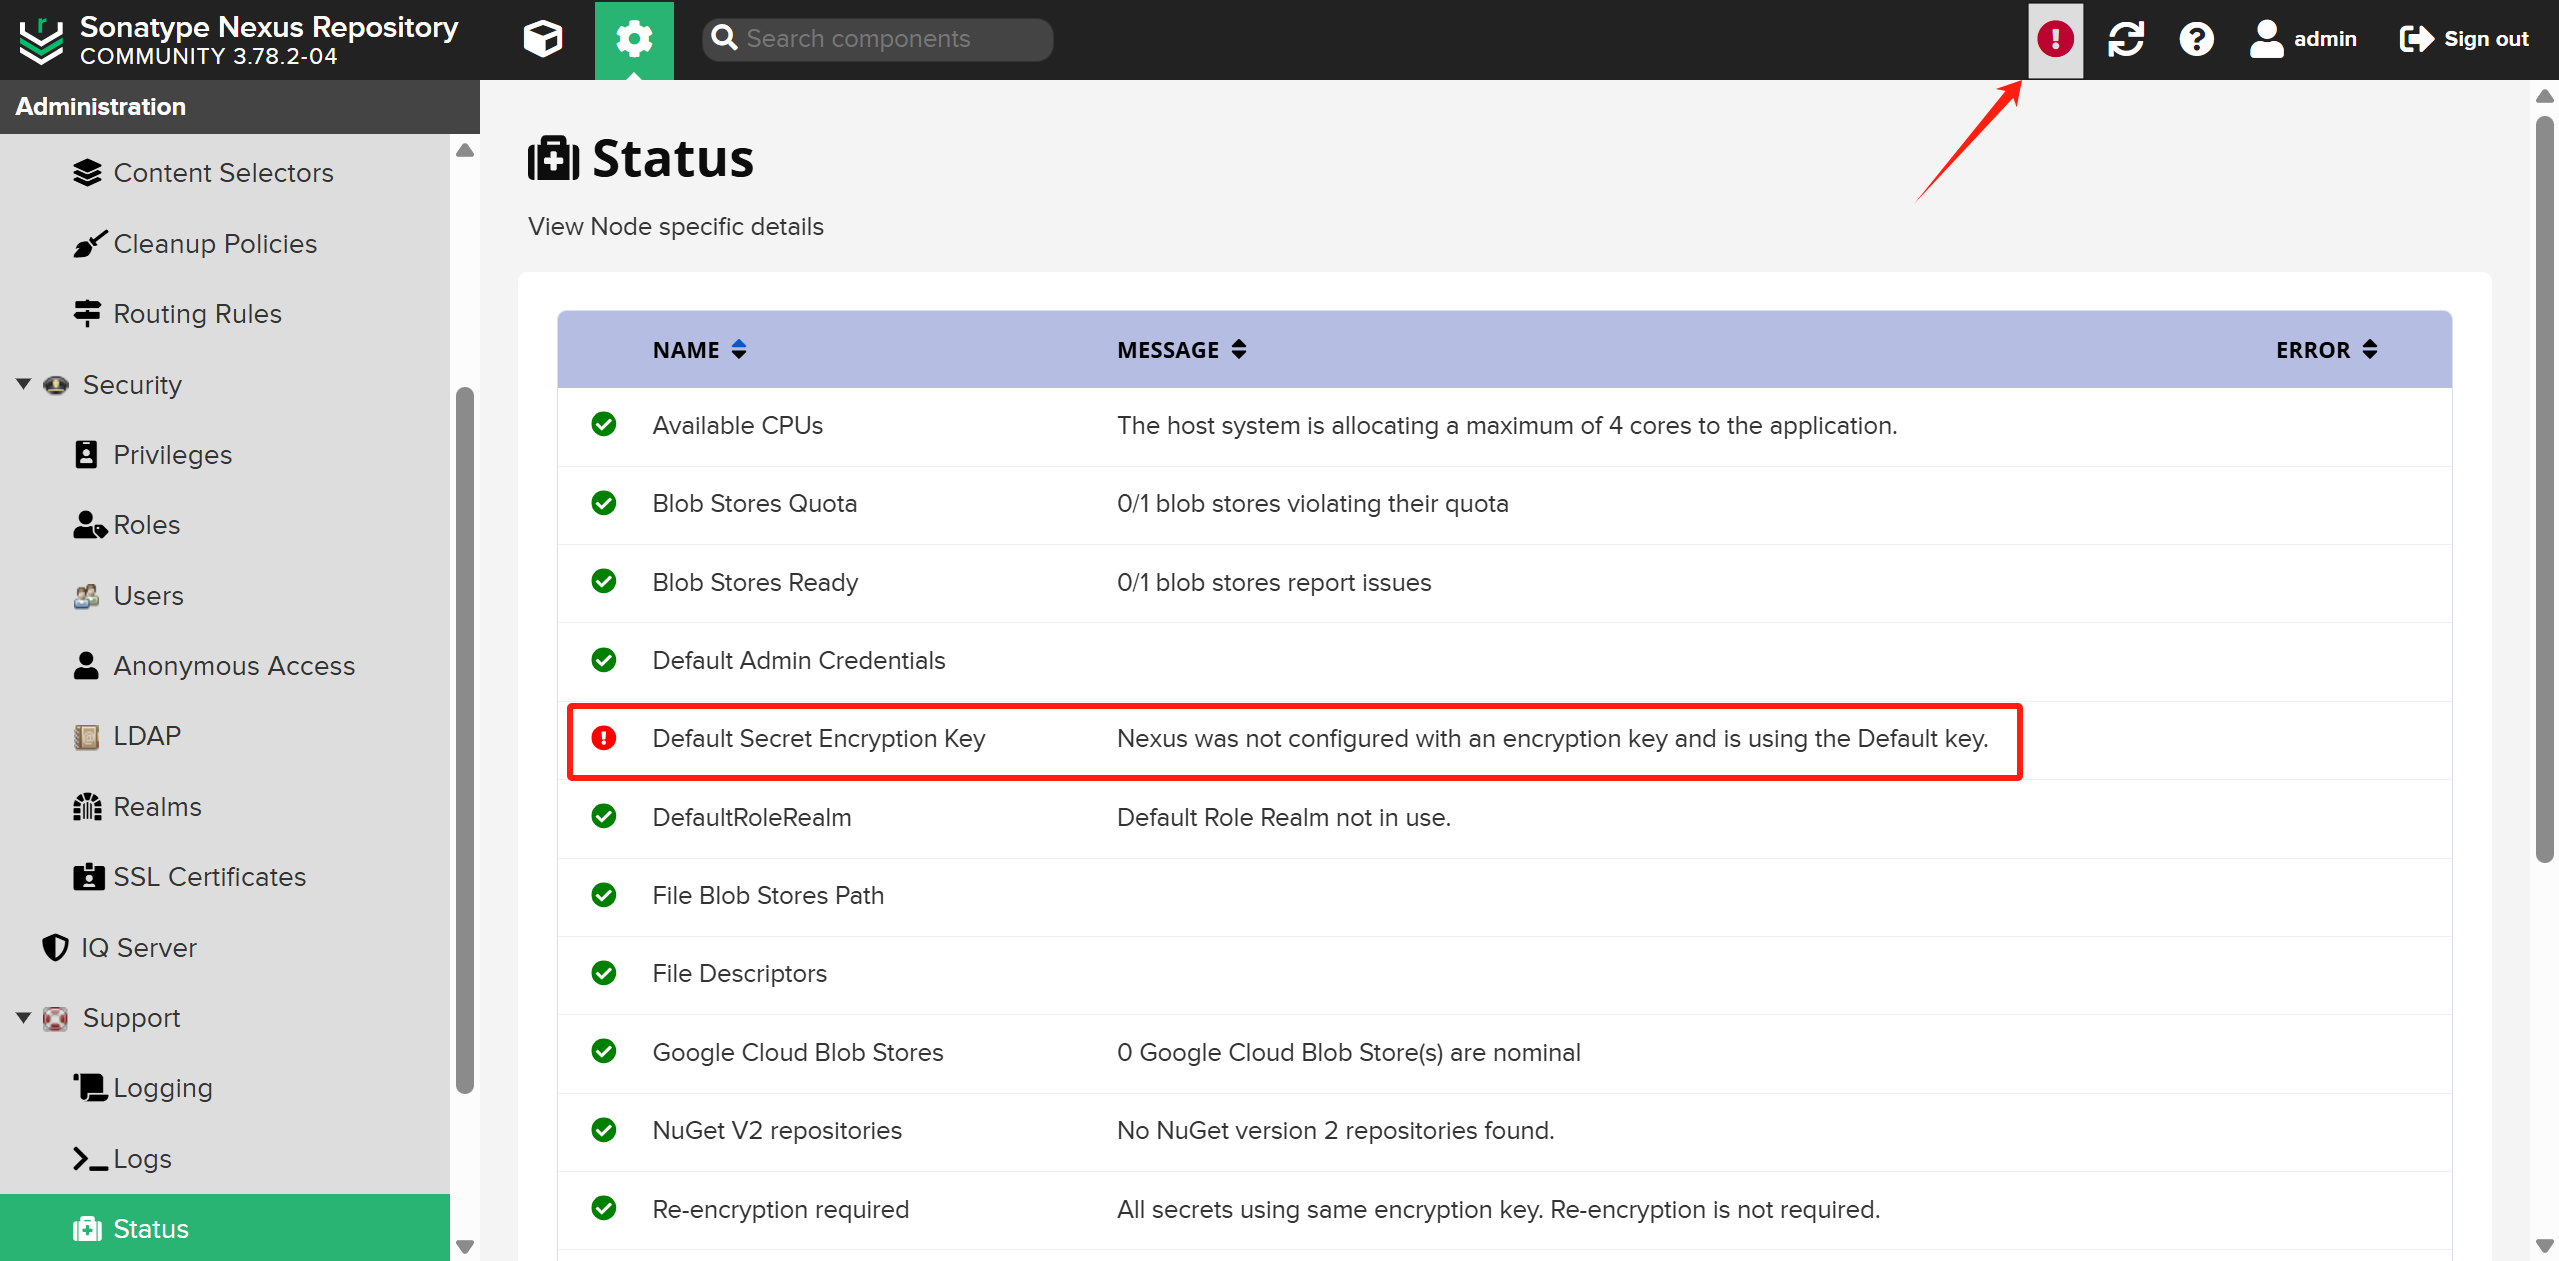 Sonatype Nexus Repository
COMMUNITY 3.78.2-04
Search components
admin
Sign out
Administration
Content Selectors
Cleanup Policies
Routing Rules
Security
Privileges
Roles
Users
Anonymous Access
LDAP
Realms
SSL Certificates
IQ Server
Support
Logging
Logs
Status
Status
View Node specific details
NAME MESSAGE ERROR
Available CPUs The host system is allocating a maximum of 4 cores to the application.
Blob Stores Quota 0/1 blob stores violating their quota
Blob Stores Ready 0/1 blob stores report issues
Default Admin Credentials
Default Secret Encryption Key Nexus was not configured with an encryption key and is using the Default key.
DefaultRoleRealm Default Role Realm not in use.
File Blob Stores Path
File Descriptors
Google Cloud Blob Stores 0 Google Cloud Blob Store(s) are nominal
NuGet V2 repositories No NuGet version 2 repositories found.
Re-encryption required All secrets using same encryption key. Re-encryption is not required.